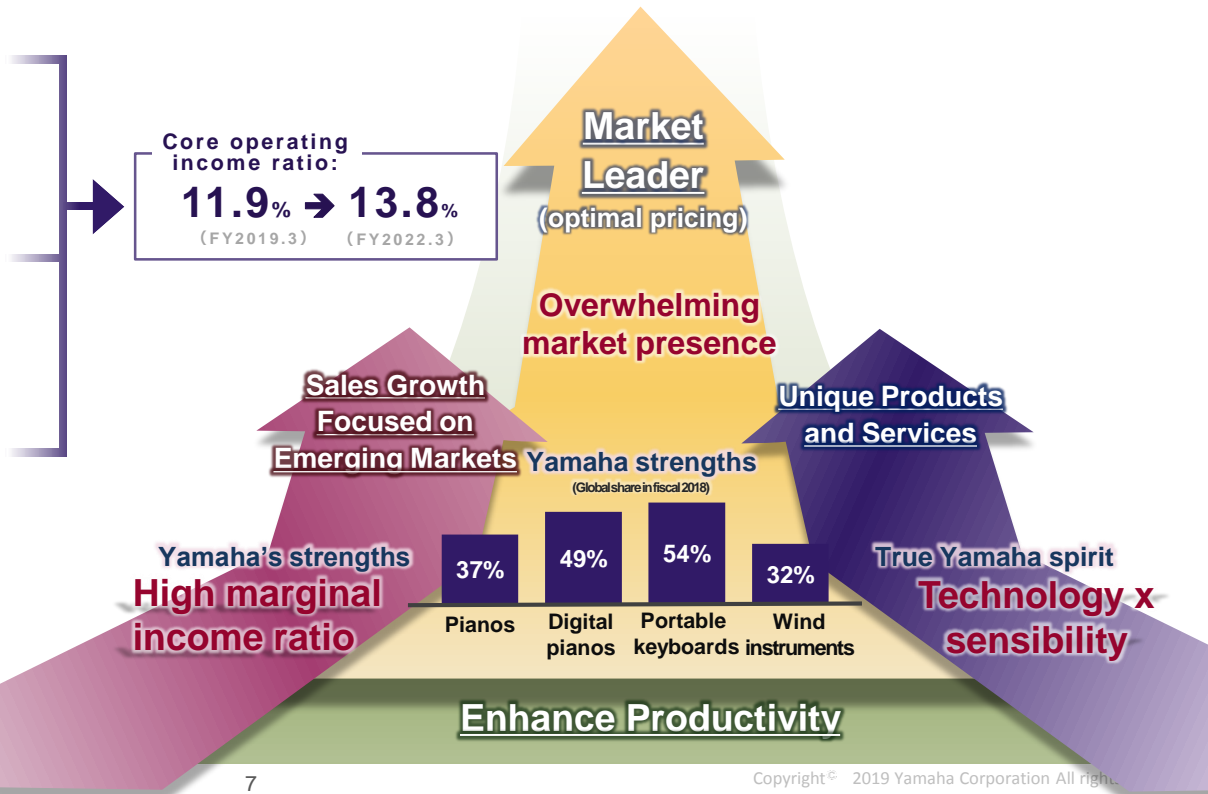 Core operating
income ratio:
11.9% ➔ 13.8%
(FY2019.3) (FY2022.3)
Market
Leader
(optimal pricing)
Overwhelming
market presence
Sales Growth
Focused on
Emerging Markets
Unique Products
and Services
Yamaha strengths
(Global share in fiscal 2018)
37% 49% 54% 32%
Pianos Digital pianos Portable keyboards Wind instruments
Yamaha's strengths
High marginal
income ratio
True Yamaha spirit
Technology x
sensibility
Enhance Productivity
7
Copyright © 2019 Yamaha Corporation All